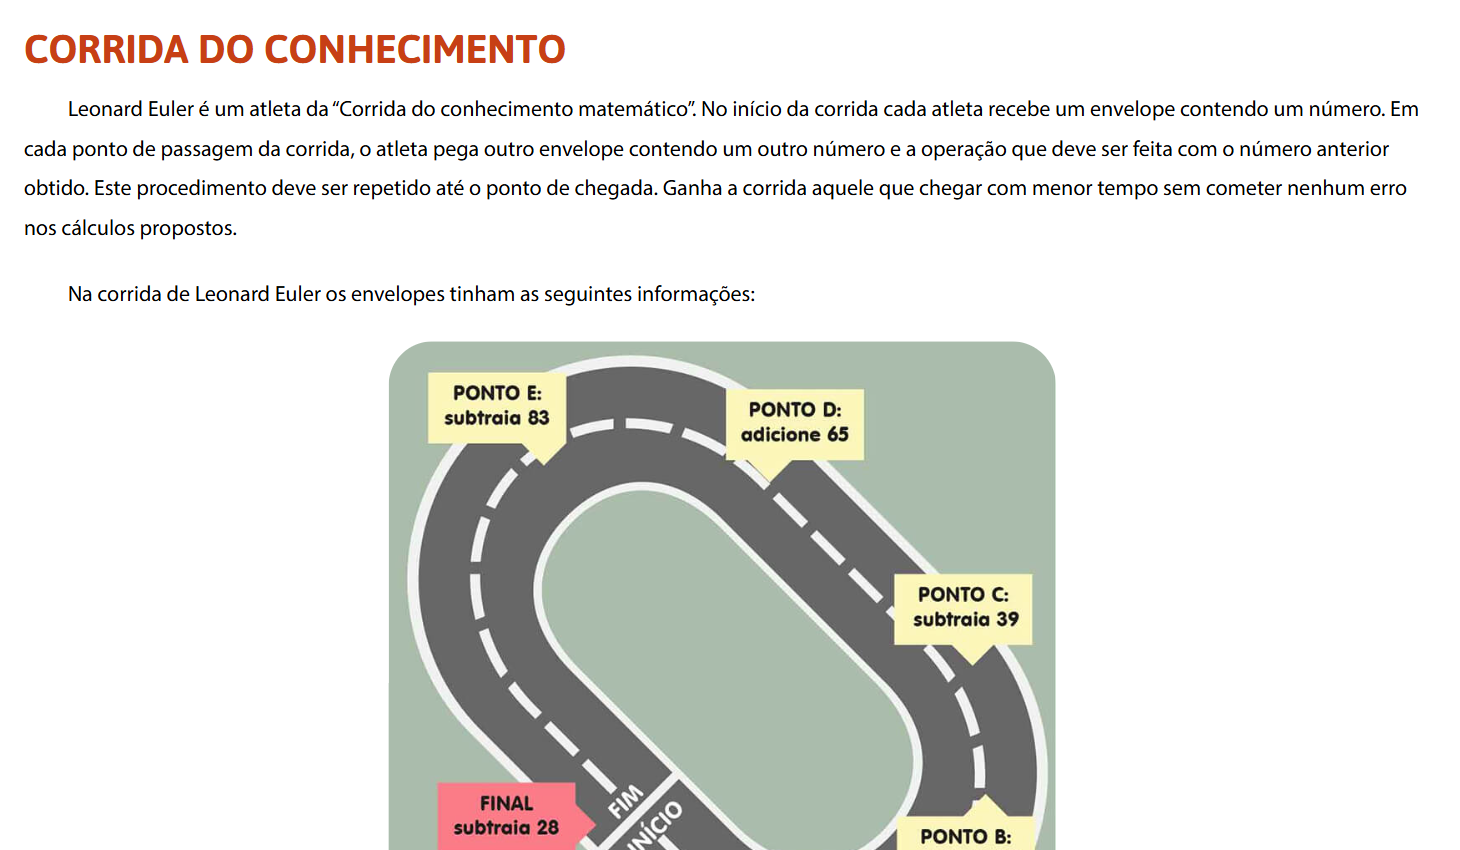 CORRIDA DO CONHECIMENTO
Leonard Euler é um atleta da “Corrida do conhecimento matemático”. No início da corrida cada atleta recebe um envelope contendo um número. Em
cada ponto de passagem da corrida, o atleta pega outro envelope contendo um outro número e a operação que deve ser feita com o número anterior
obtido. Este procedimento deve ser repetido até o ponto de chegada. Ganha a corrida aquele que chegar com menor tempo sem cometer nenhum erro
nos cálculos propostos.
Na corrida de Leonard Euler os envelopes tinham as seguintes informações:
PONTO E:
subtraia 83
PONTO D:
adicione 65
PONTO C:
subtraia 39
FINAL
subtraia 28
FIM
INÍCIO
PONTO B: